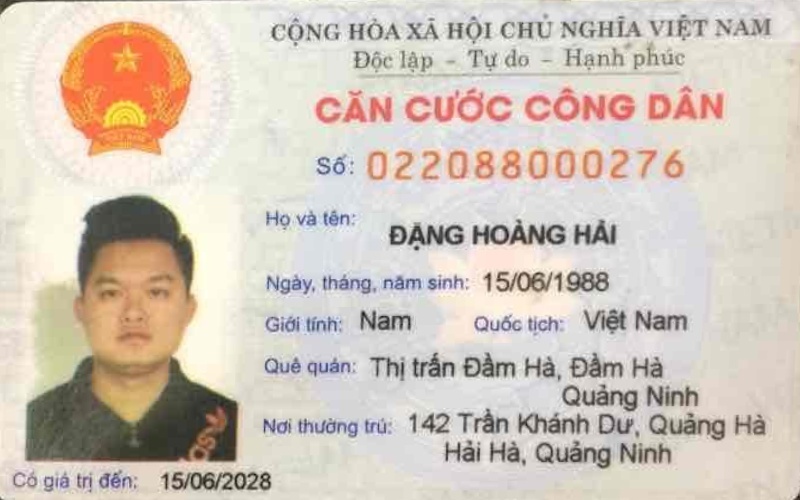 CỘNG HÒA XÃ HỘI CHỦ NGHĨA VIỆT NAM
Độc lập - Tự do - Hạnh phúc
CĂN CƯỚC CÔNG DÂN
Số: 022088000276
Họ và tên: ĐẶNG HOÀNG HẢI
Ngày, tháng, năm sinh: 15/06/1988
Giới tính: Nam Quốc tịch: Việt Nam
Quê quán: Thị trấn Đầm Hà, Đầm Hà
Quảng Ninh
Nơi thường trú: 142 Trần Khánh Dư, Quảng Hà
Hải Hà, Quảng Ninh
Có giá trị đến: 15/06/2028